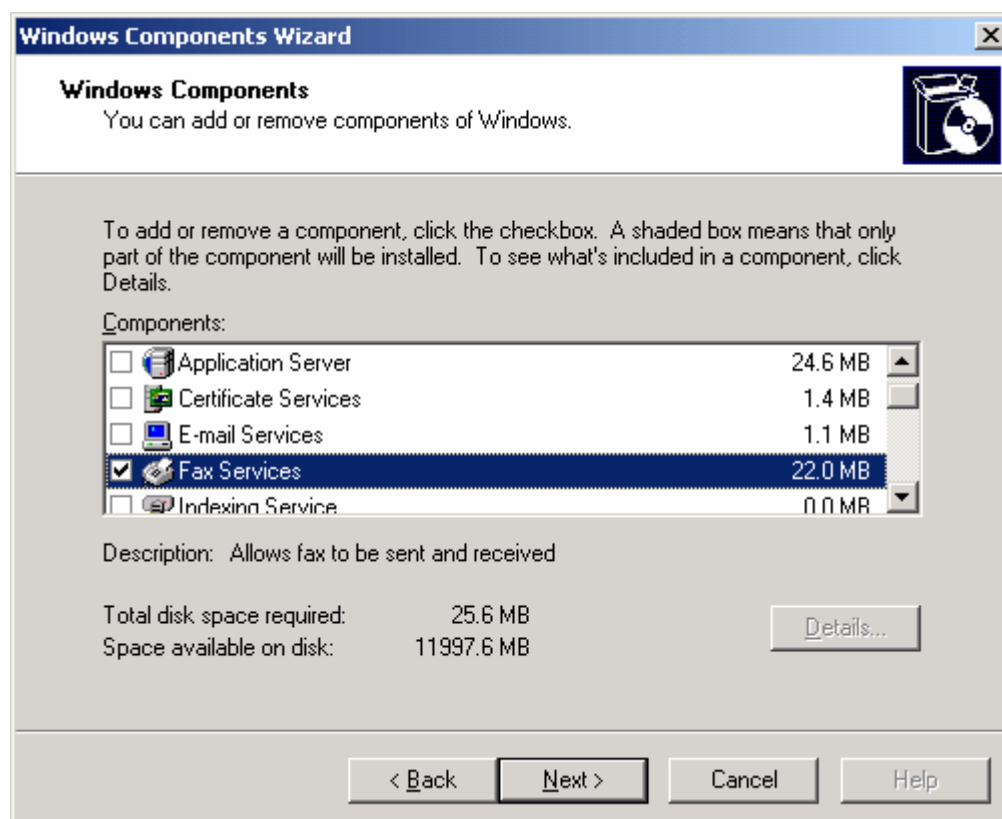 Windows Components Wizard
Windows Components
You can add or remove components of Windows.
To add or remove a component, click the checkbox. A shaded box means that only
part of the component will be installed. To see what's included in a component, click
Details.
Components:
Application Server 24.6 MB
Certificate Services 1.4 MB
E-mail Services 1.1 MB
Fax Services 22.0 MB
Indexing Service 0.0 MB
Description: Allows fax to be sent and received
Total disk space required: 25.6 MB
Space available on disk: 11997.6 MB
Details...
< Back Next > Cancel Help